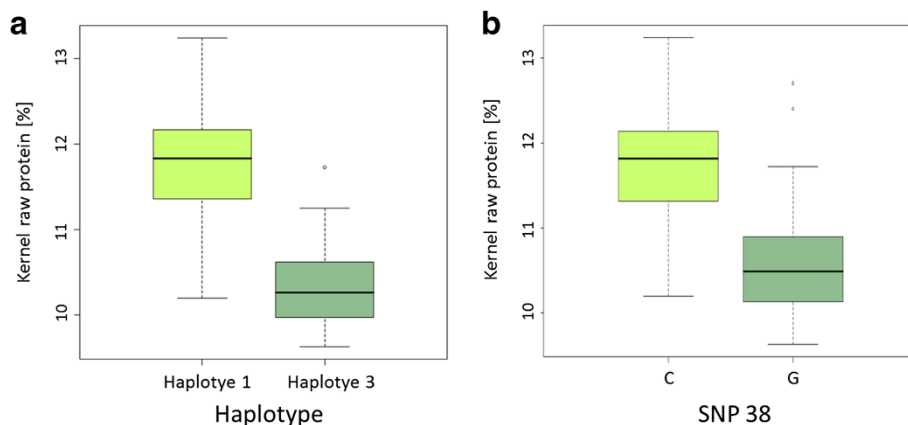 a
Kernel raw protein [%]
13
12
11
10
Haplotye 1 Haplotye 3
Haplotype
b
Kernel raw protein [%]
13
12
11
10
C G
SNP 38